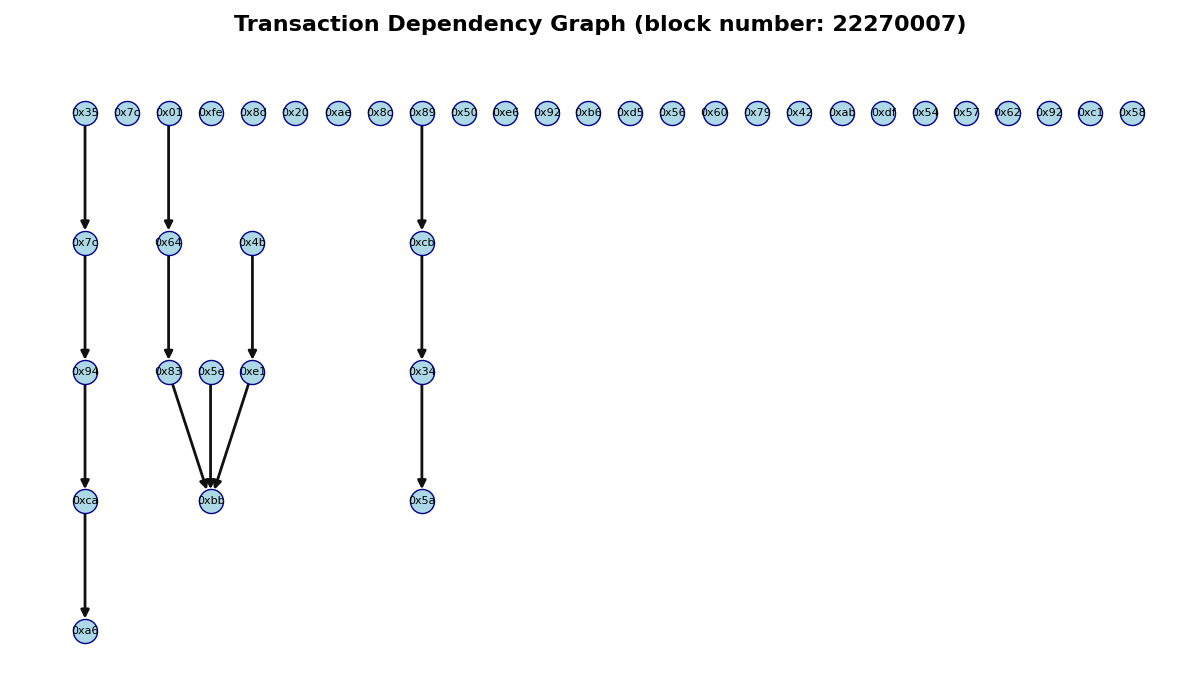 Transaction Dependency Graph (block number: 22270007)
0x35 0x7c 0x01 0xfe 0x8d 0x20 0xae 0x8c 0x89 0x50 0xe6 0x92 0xb6 0xd5 0x56 0x60 0x79 0x42 0xab 0xdf 0x54 0x57 0x62 0x92 0xc1 0x58
0x7c 0x64 0x4b 0xcb
0x94 0x83 0x5e 0xe1 0x34
0xca 0xbb 0x5a
0xa6